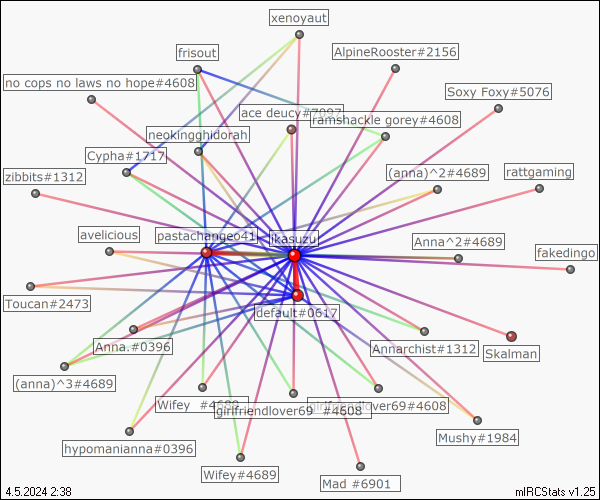 xenoyaut
frisout
AlpineRooster#2156
no cops no laws no hope#4608
Soxy Foxy#5076
ace deucy#7097
ramshackle gorey#4608
neokingghidorah
Cypha#1717
zibbits#1312
(anna)^2#4689
rattgaming
avelicious
pastachangeo41
ikasuzu
Anna^2#4689
fakedingo
Toucan#2473
default#0617
Anna.#0396
Annarchist#1312
Skalman
(anna)^3#4689
Wifey_#4689
girlfriendlover69_#4608
girlfriendlover69#4608
hypomanianna#0396
Mushy#1984
Wifey#4689
Mad_#6901
4.5.2024 2:38
mIRCStats v1.25